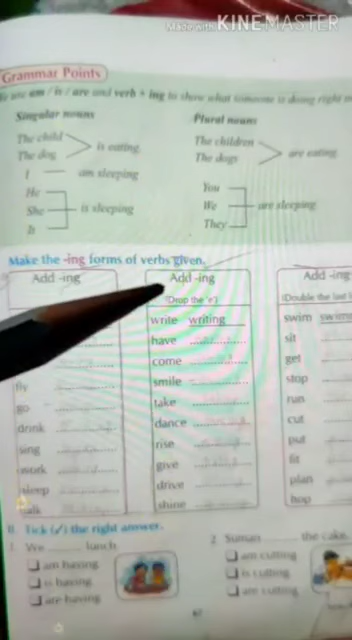 Made with KINEMASTER
Grammar Points
use am / is / are and verb + ing to show what someone is doing right
Singular nouns
Plural nouns
The child
The dog
is eating
The children
The dogs
are eating
I am sleeping
He
She
It
is sleeping
You
We
They
are sleeping
Make the -ing forms of verbs given.
Add -ing
fly
go
drink
sing
work
sleep
talk
Add -ing
(Drop the 'e')
write writing
have
come
smile
take
dance
rise
give
drive
shine
Add -ing
(Double the last
swim
sit
get
stop
run
cut
put
fit
plan
hop
B. Tick (✓) the right answer.
1. We ........ lunch
am having
is having
are having
2. Suman ........ the cake.
am cutting
is cutting
are cutting